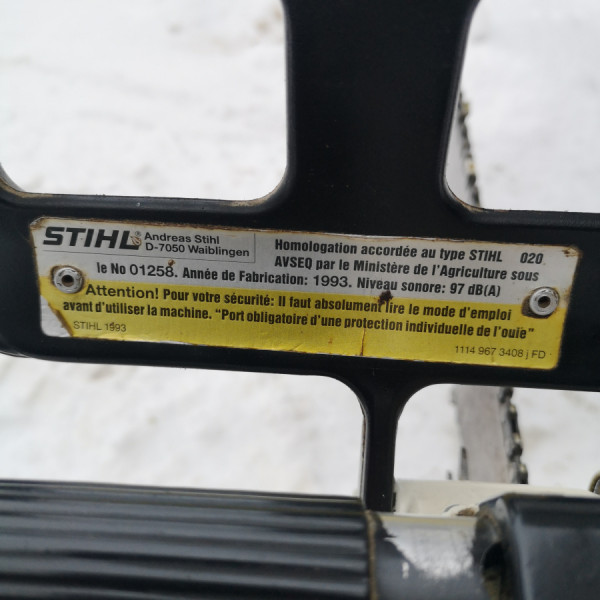 STIHL Andreas Stihl
D-7050 Waiblingen
Homologation accordée au type STIHL 020
AVSEQ par le Ministère de l'Agriculture sous
le No 01258. Année de Fabrication: 1993. Niveau sonore: 97 dB(A)
Attention! Pour votre sécurité: Il faut absolument lire le mode d'emploi
avant d'utiliser la machine. "Port obligatoire d'une protection individuelle de l'ouïe"
STIHL 1993
1114 967 3408 j FD